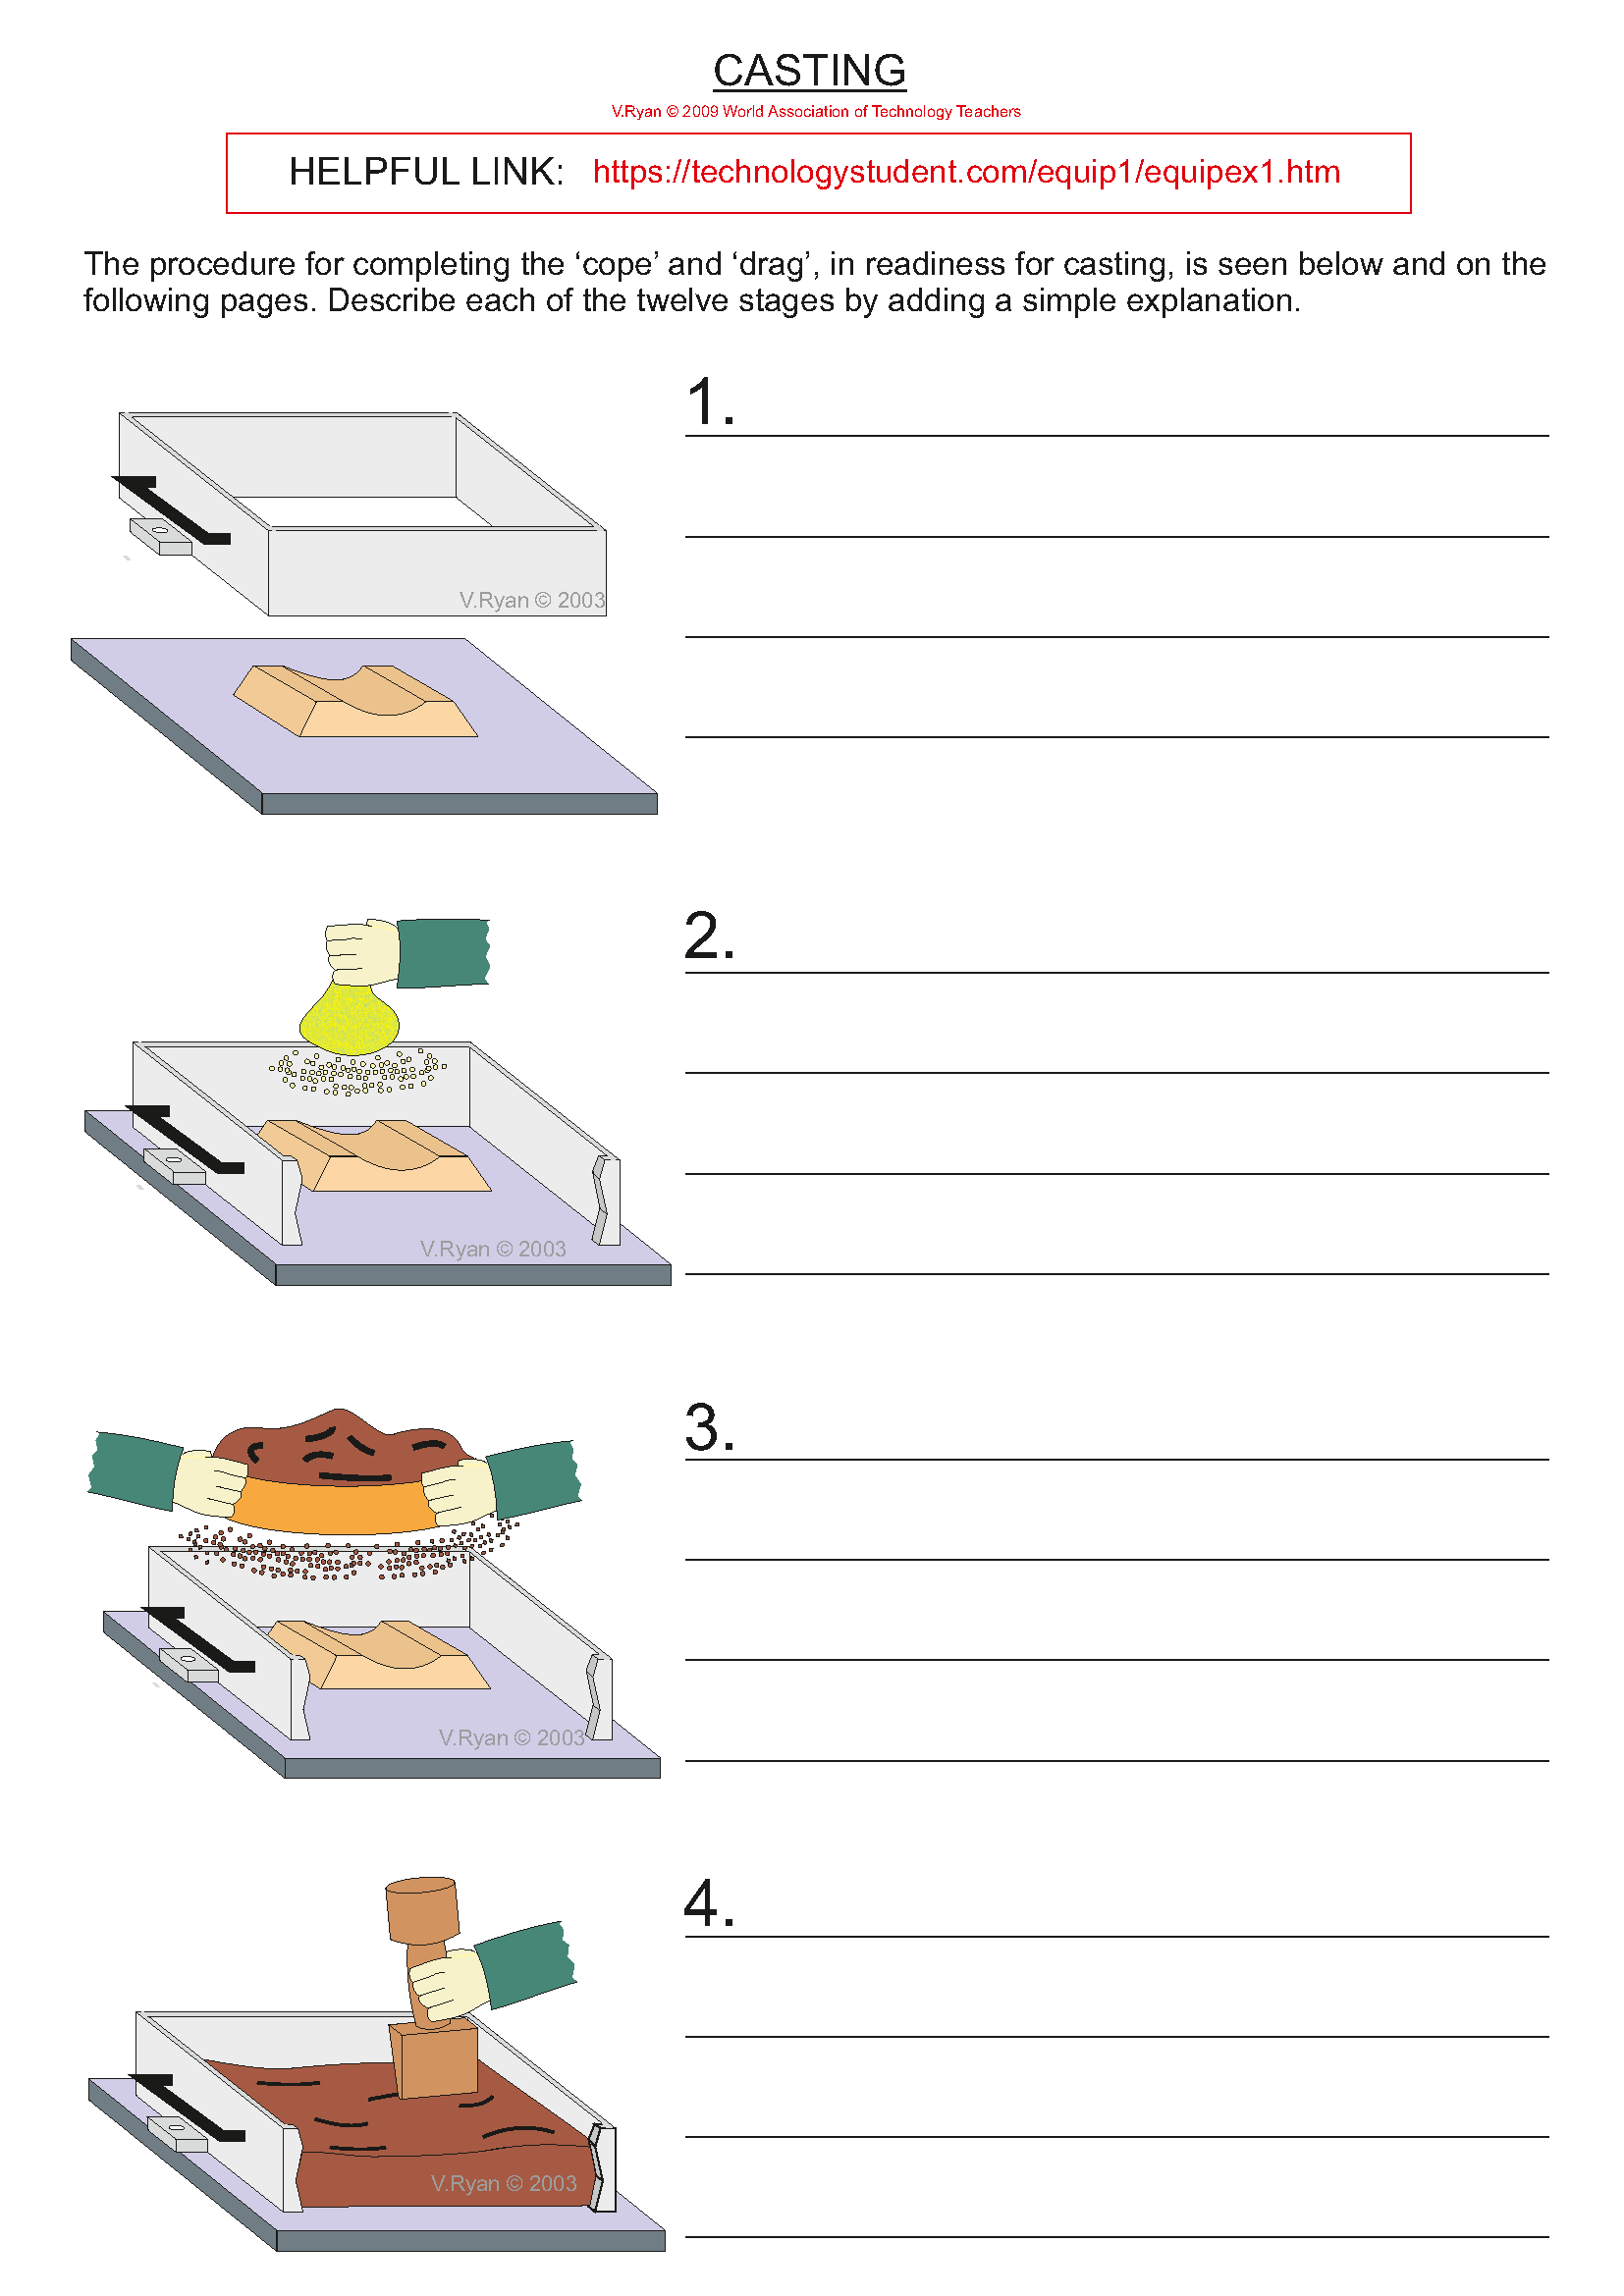 CASTING
V.Ryan © 2009 World Association of Technology Teachers
HELPFUL LINK: https://technologystudent.com/equip1/equipex1.htm
The procedure for completing the ‘cope’ and ‘drag’, in readiness for casting, is seen below and on the
following pages. Describe each of the twelve stages by adding a simple explanation.
1.
V.Ryan © 2003
2.
V.Ryan © 2003
3.
V.Ryan © 2003
4.
V.Ryan © 2003